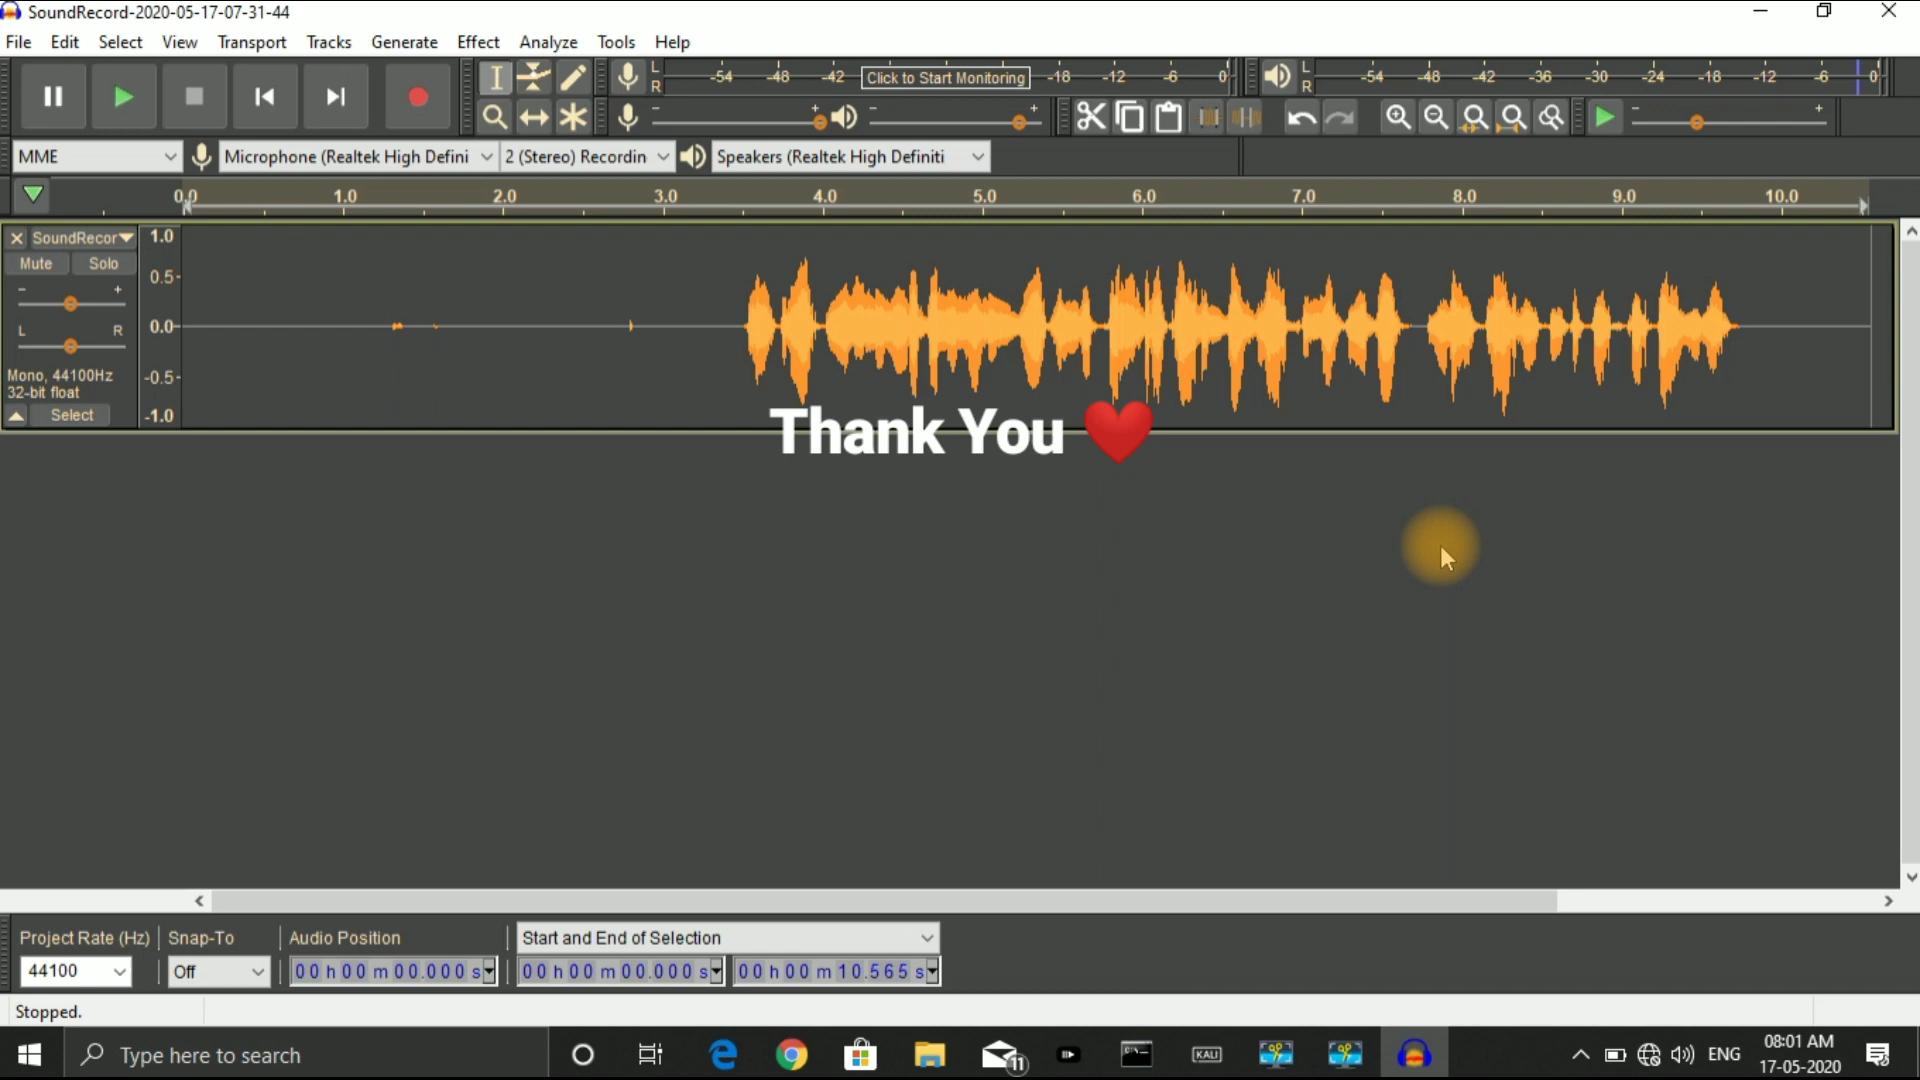 SoundRecord-2020-05-17-07-31-44
File Edit Select View Transport Tracks Generate Effect Analyze Tools Help
L R -54 -48 -42 Click to Start Monitoring -18 -12 -6 0 L R -54 -48 -42 -36 -30 -24 -18 -12 -6 0
- + - + - +
MME Microphone (Realtek High Defini 2 (Stereo) Recordin Speakers (Realtek High Definiti
0.0 1.0 2.0 3.0 4.0 5.0 6.0 7.0 8.0 9.0 10.0
SoundRecor 1.0
Mute Solo 0.5
- +
L R 0.0
Mono, 44100Hz -0.5
32-bit float
Select -1.0
Thank You ❤️
Project Rate (Hz) Snap-To Audio Position Start and End of Selection
44100 Off 00 h 00 m 00.000 s 00 h 00 m 00.000 s 00 h 00 m 10.565 s
Stopped.
Type here to search 11 KALI ENG 08:01 AM
17-05-2020